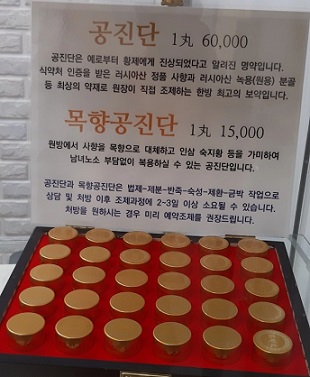 공진단 1丸 60,000
공진단은 예로부터 황제에게 진상되었다고 알려진 명약입니다.
식약처 인증을 받은 러시아산 정품 사향과 러시아산 녹용(원용) 분골
등 최상의 약재로 원장이 직접 조제하는 한방 최고의 보약입니다.
목향공진단 1丸 15,000
원방에서 사향을 목향으로 대체하고 인삼 숙지황 등을 가미하여
남녀노소 부담없이 복용하실 수 있는 공진단입니다.
공진단과 목향공진단은 법제-제분-반죽-숙성-제환-금박 작업으로
상담 및 처방 이후 조제과정에 2~3일 이상 소요될 수 있습니다.
처방을 원하시는 경우 미리 예약조제를 권장드립니다.